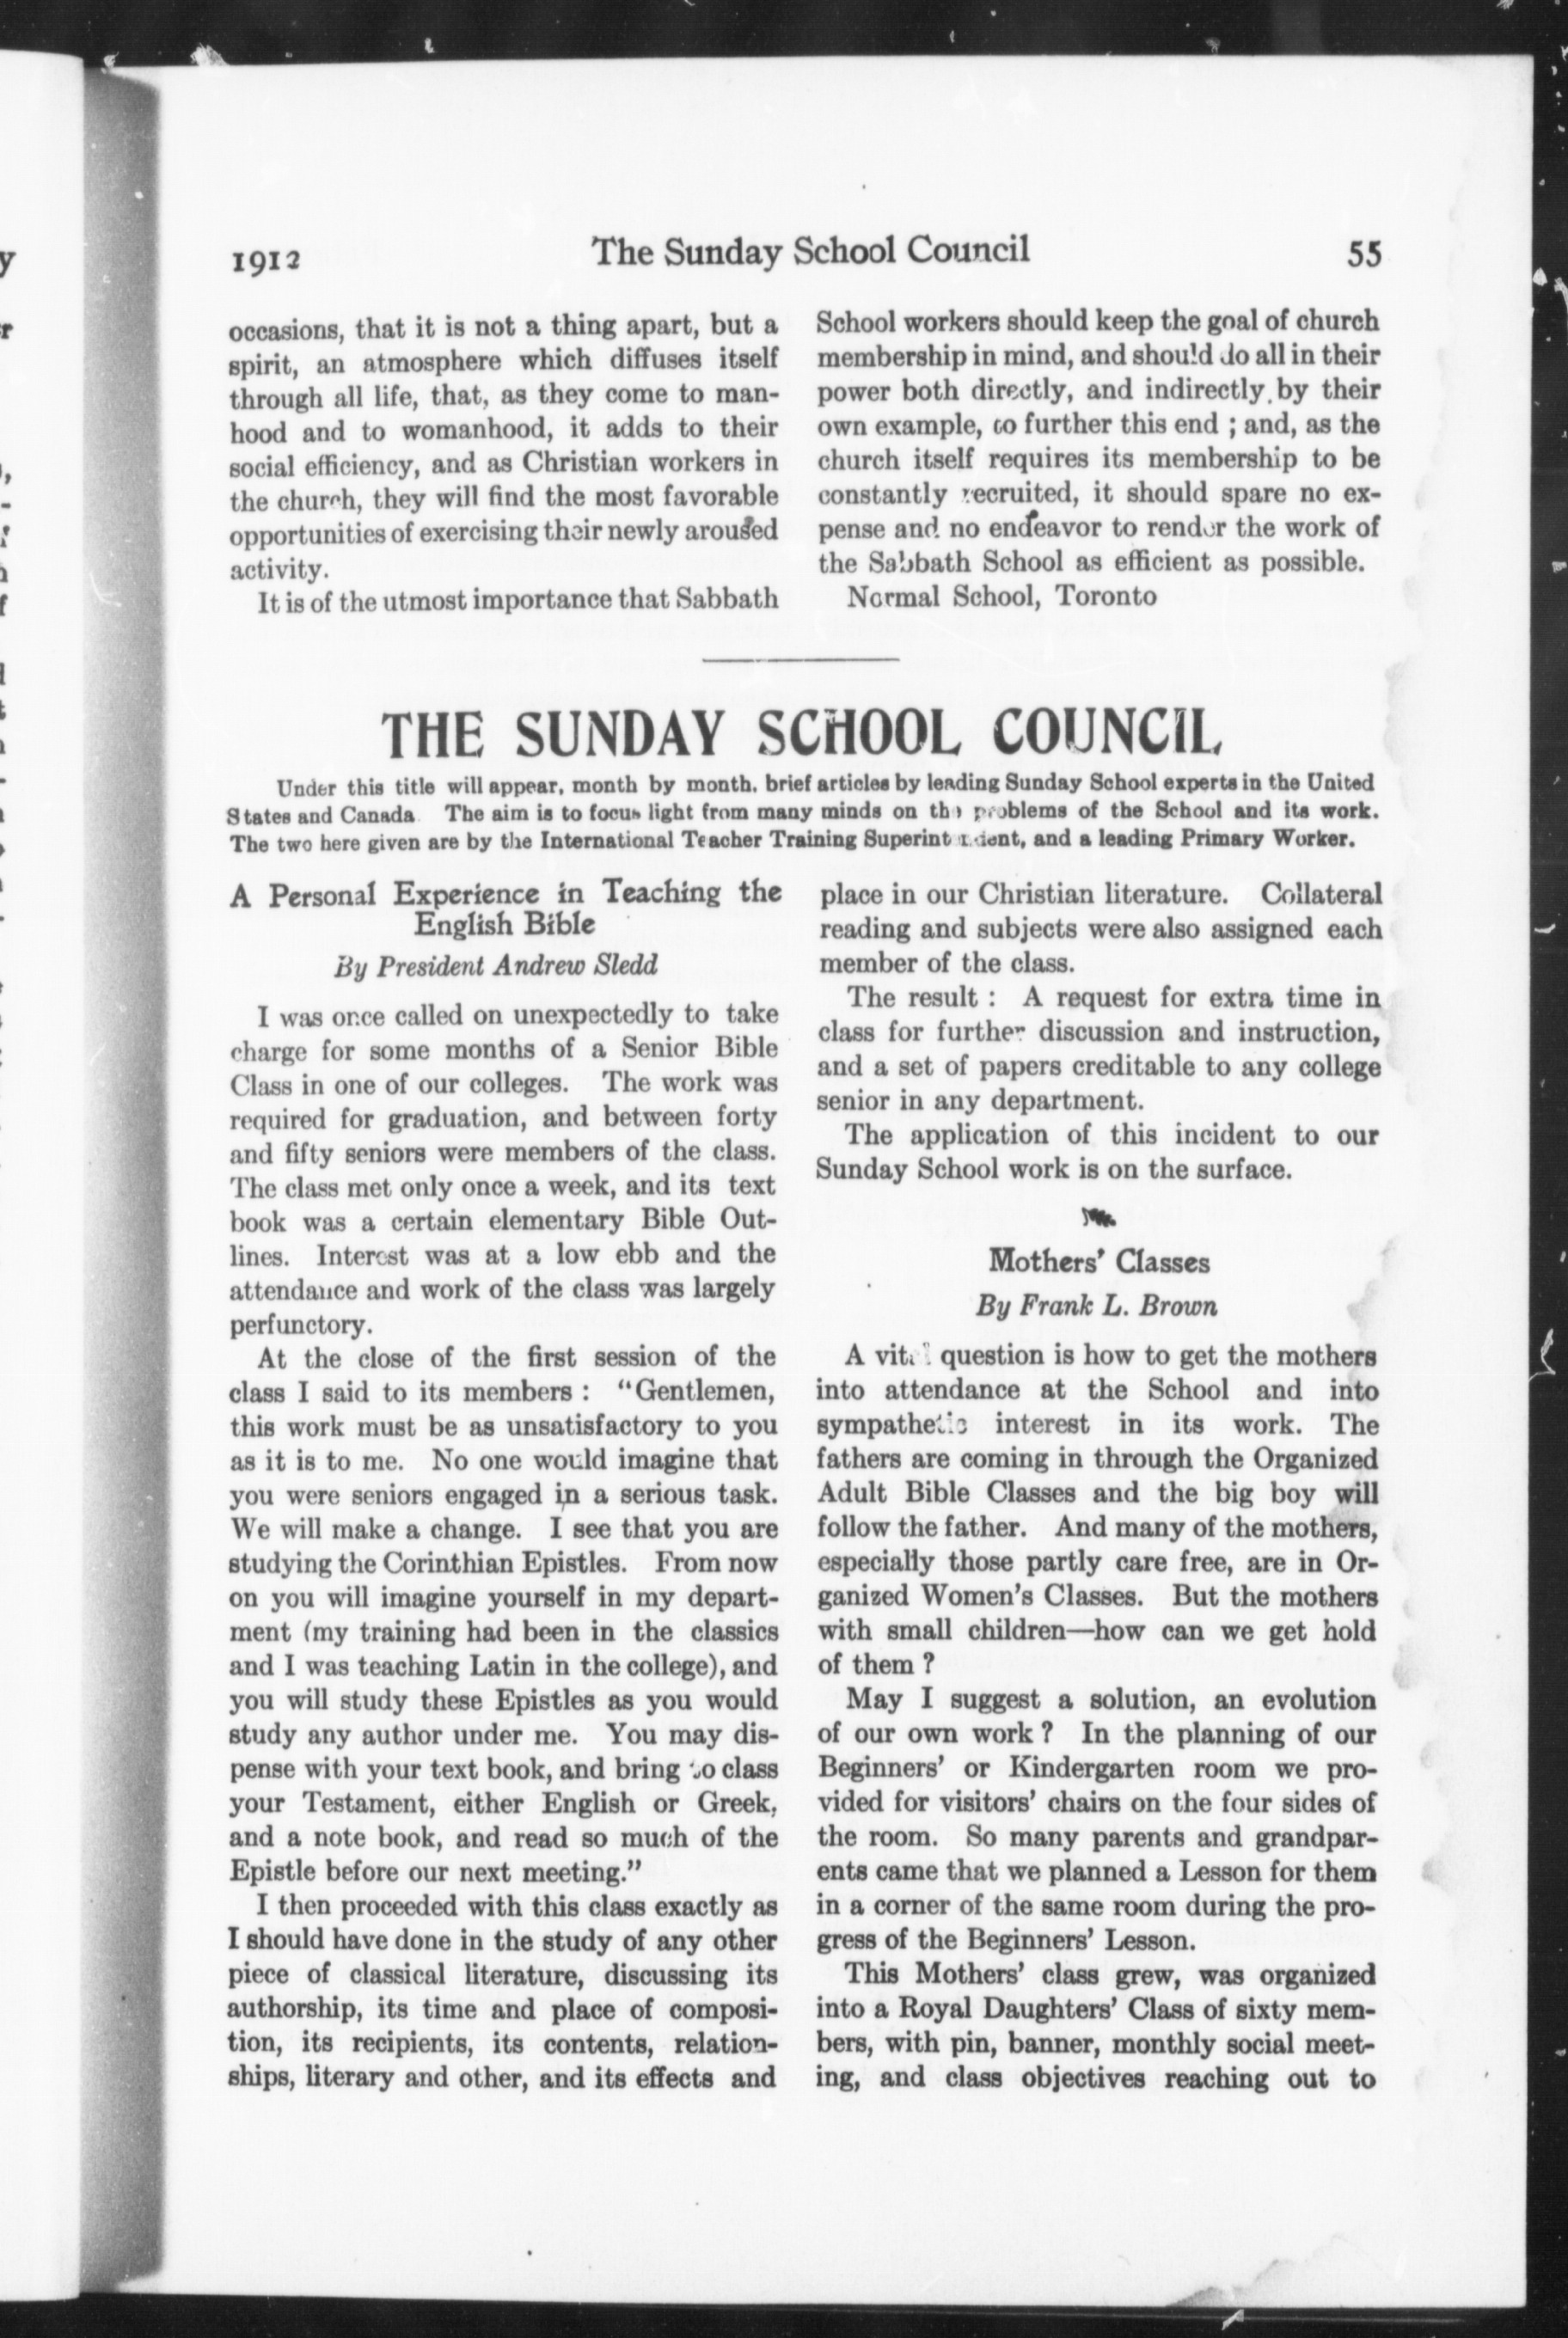 1912 The Sunday School Council 55
occasions, that it is not a thing apart, but a
spirit, an atmosphere which diffuses itself
through all life, that, as they come to man-
hood and to womanhood, it adds to their
social efficiency, and as Christian workers in
the church, they will find the most favorable
opportunities of exercising their newly aroused
activity.
It is of the utmost importance that Sabbath
School workers should keep the goal of church
membership in mind, and should do all in their
power both directly, and indirectly by their
own example, to further this end ; and, as the
church itself requires its membership to be
constantly recruited, it should spare no ex-
pense and no endeavor to render the work of
the Sabbath School as efficient as possible.
Normal School, Toronto
THE SUNDAY SCHOOL COUNCIL
Under this title will appear, month by month, brief articles by leading Sunday School experts in the United
States and Canada. The aim is to focus light from many minds on the problems of the School and its work.
The two here given are by the International Teacher Training Superintendent, and a leading Primary Worker.
A Personal Experience in Teaching the
English Bible
By President Andrew Sledd
I was once called on unexpectedly to take
charge for some months of a Senior Bible
Class in one of our colleges. The work was
required for graduation, and between forty
and fifty seniors were members of the class.
The class met only once a week, and its text
book was a certain elementary Bible Out-
lines. Interest was at a low ebb and the
attendance and work of the class was largely
perfunctory.
At the close of the first session of the
class I said to its members : "Gentlemen,
this work must be as unsatisfactory to you
as it is to me. No one would imagine that
you were seniors engaged in a serious task.
We will make a change. I see that you are
studying the Corinthian Epistles. From now
on you will imagine yourself in my depart-
ment (my training had been in the classics
and I was teaching Latin in the college), and
you will study these Epistles as you would
study any author under me. You may dis-
pense with your text book, and bring to class
your Testament, either English or Greek,
and a note book, and read so much of the
Epistle before our next meeting."
I then proceeded with this class exactly as
I should have done in the study of any other
piece of classical literature, discussing its
authorship, its time and place of composi-
tion, its recipients, its contents, relation-
ships, literary and other, and its effects and
place in our Christian literature. Collateral
reading and subjects were also assigned each
member of the class.
The result : A request for extra time in
class for further discussion and instruction,
and a set of papers creditable to any college
senior in any department.
The application of this incident to our
Sunday School work is on the surface.
Mothers' Classes
By Frank L. Brown
A vital question is how to get the mothers
into attendance at the School and into
sympathetic interest in its work. The
fathers are coming in through the Organized
Adult Bible Classes and the big boy will
follow the father. And many of the mothers,
especially those partly care free, are in Or-
ganized Women's Classes. But the mothers
with small children—how can we get hold
of them ?
May I suggest a solution, an evolution
of our own work ? In the planning of our
Beginners' or Kindergarten room we pro-
vided for visitors' chairs on the four sides of
the room. So many parents and grandpar-
ents came that we planned a Lesson for them
in a corner of the same room during the pro-
gress of the Beginners' Lesson.
This Mothers' class grew, was organized
into a Royal Daughters' Class of sixty mem-
bers, with pin, banner, monthly social meet-
ing, and class objectives reaching out to